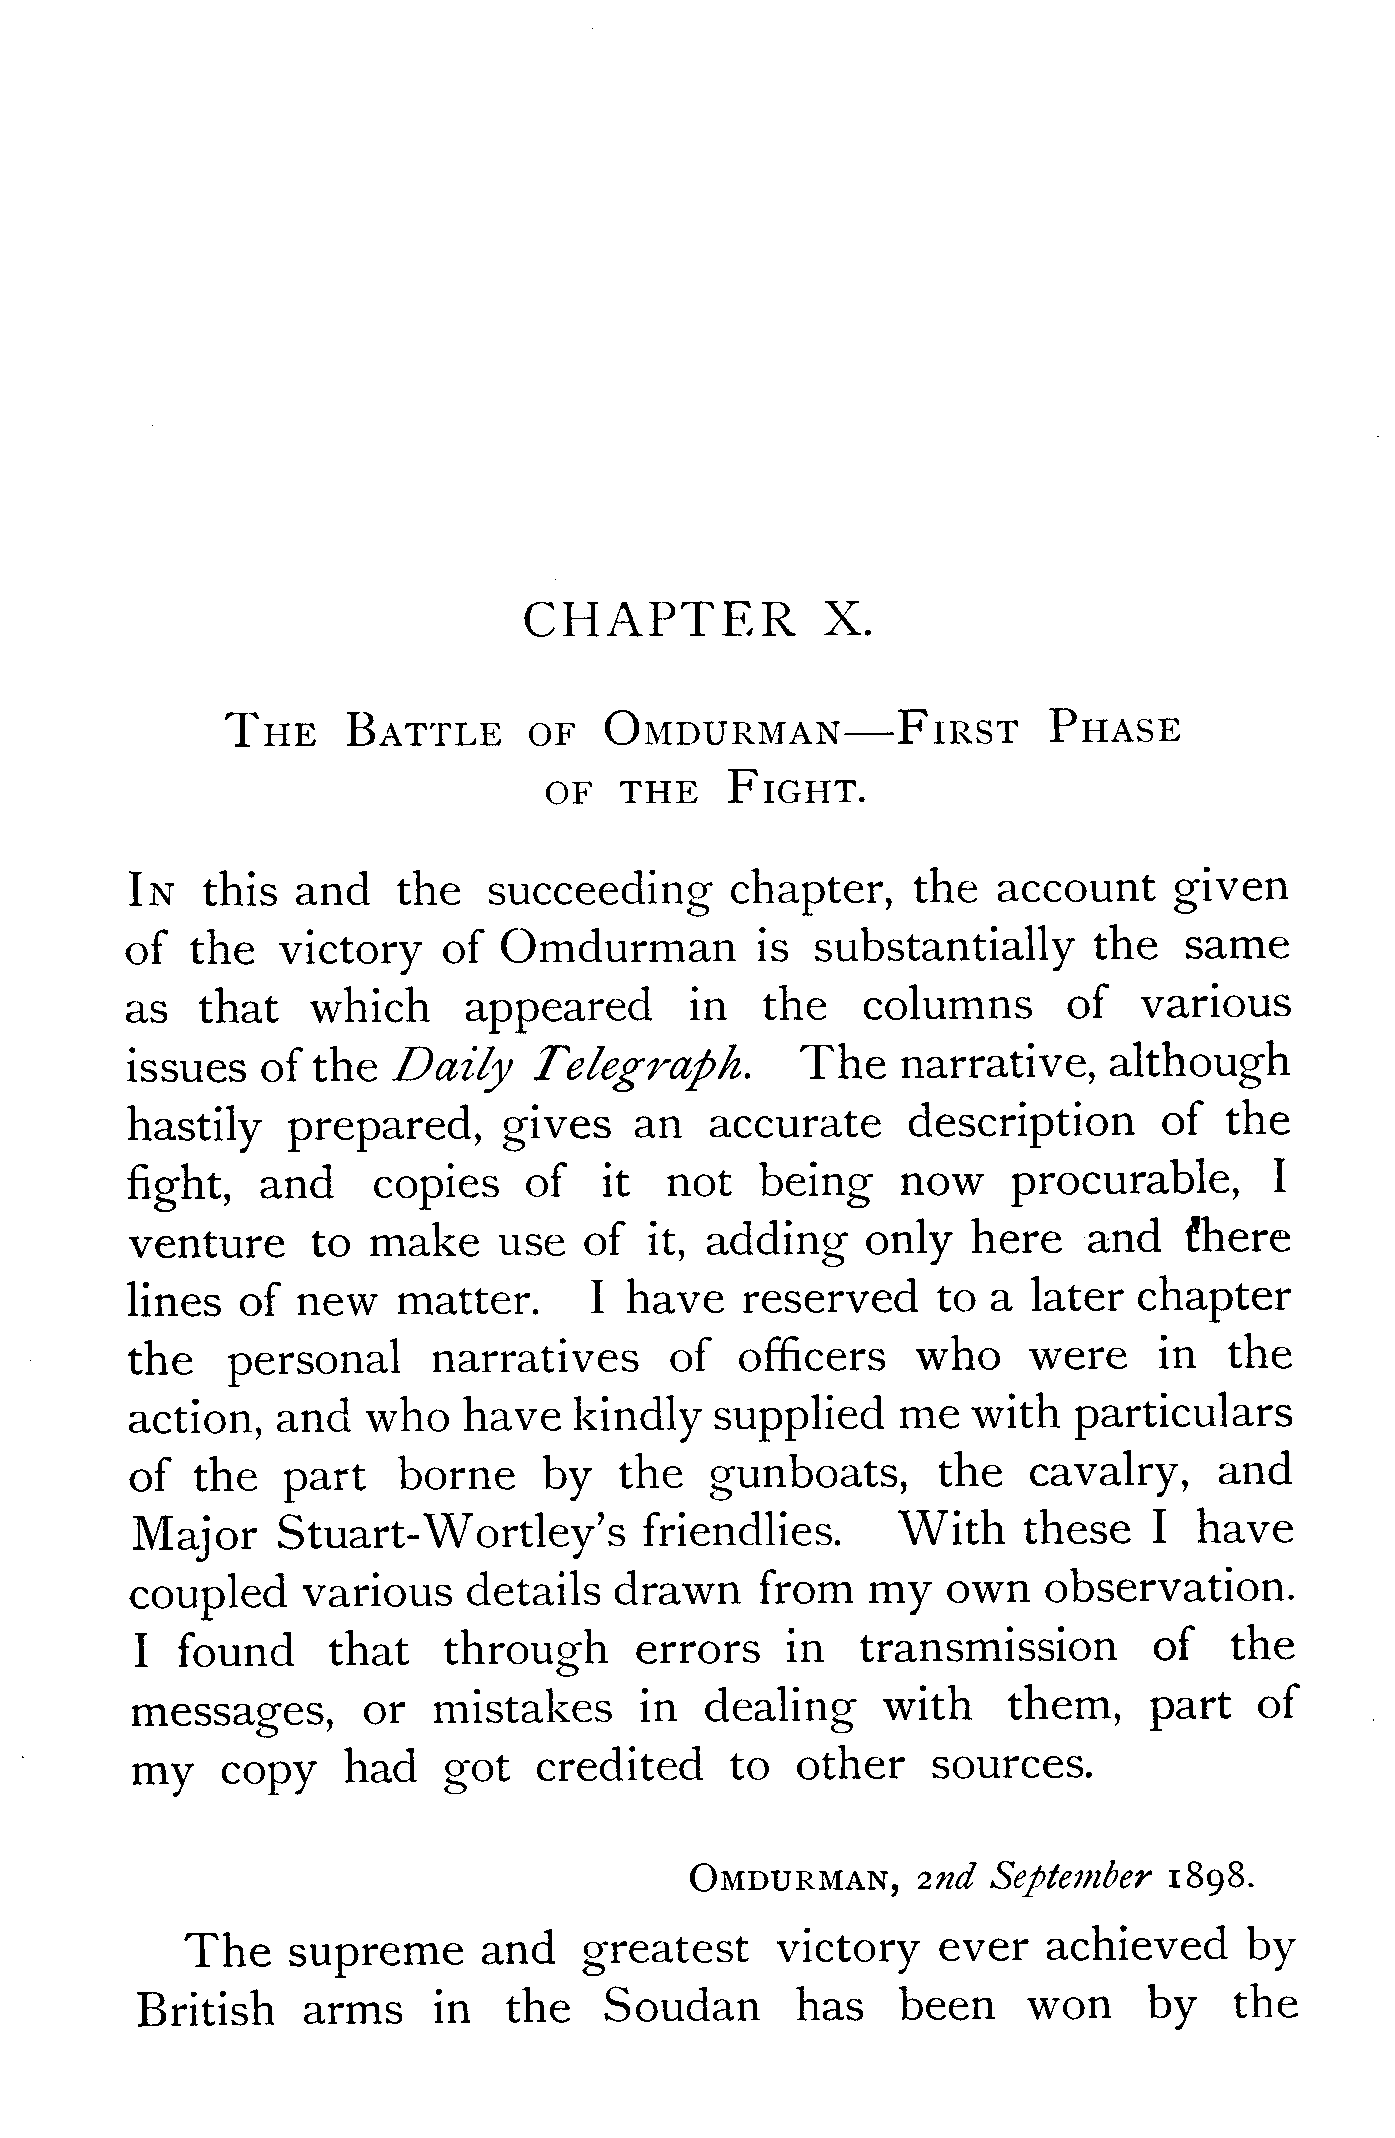 CHAPTER X.
THE BATTLE OF OMDURMAN—FIRST PHASE
OF THE FIGHT.
IN this and the succeeding chapter, the account given
of the victory of Omdurman is substantially the same
as that which appeared in the columns of various
issues of the Daily Telegraph. The narrative, although
hastily prepared, gives an accurate description of the
fight, and copies of it not being now procurable, I
venture to make use of it, adding only here and there
lines of new matter. I have reserved to a later chapter
the personal narratives of officers who were in the
action, and who have kindly supplied me with particulars
of the part borne by the gunboats, the cavalry, and
Major Stuart-Wortley's friendlies. With these I have
coupled various details drawn from my own observation.
I found that through errors in transmission of the
messages, or mistakes in dealing with them, part of
my copy had got credited to other sources.
OMDURMAN, 2nd September 1898.
The supreme and greatest victory ever achieved by
British arms in the Soudan has been won by the